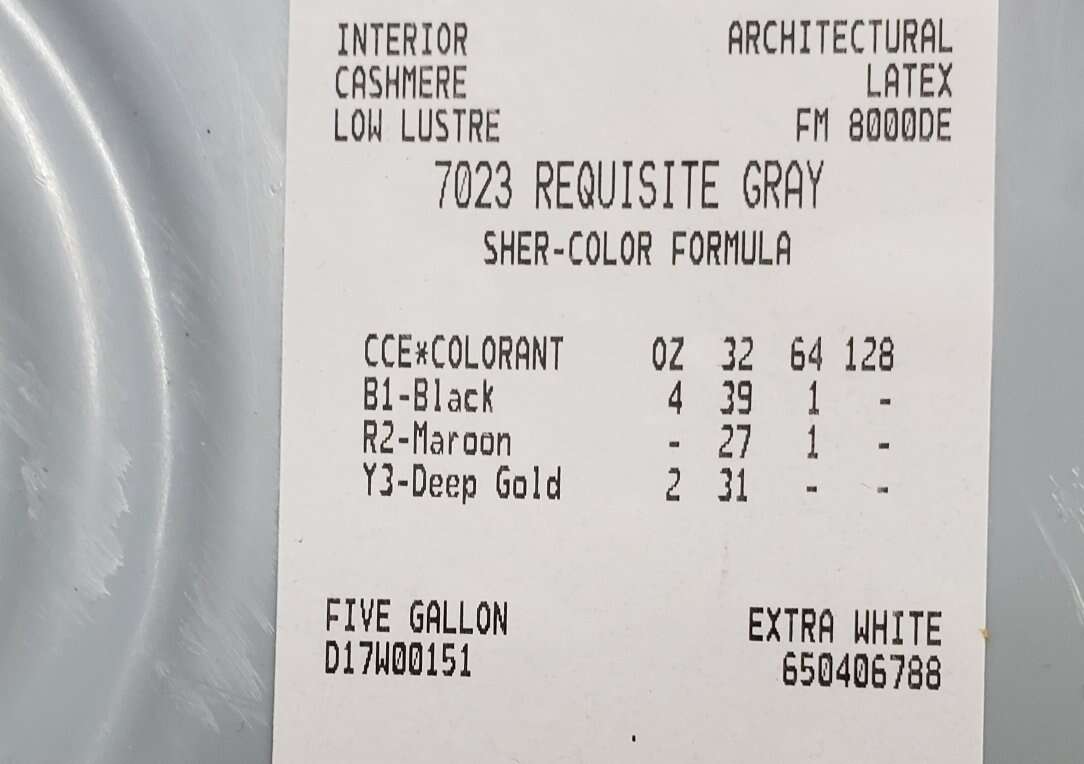 INTERIOR ARCHITECTURAL
CASHMERE LATEX
LOW LUSTRE FM 8000DE
7023 REQUISITE GRAY
SHER-COLOR FORMULA
CCE*COLORANT OZ 32 64 128
B1-Black 4 39 1 -
R2-Maroon - 27 1 -
Y3-Deep Gold 2 31 - -
FIVE GALLON EXTRA WHITE
D17W00151 650406788